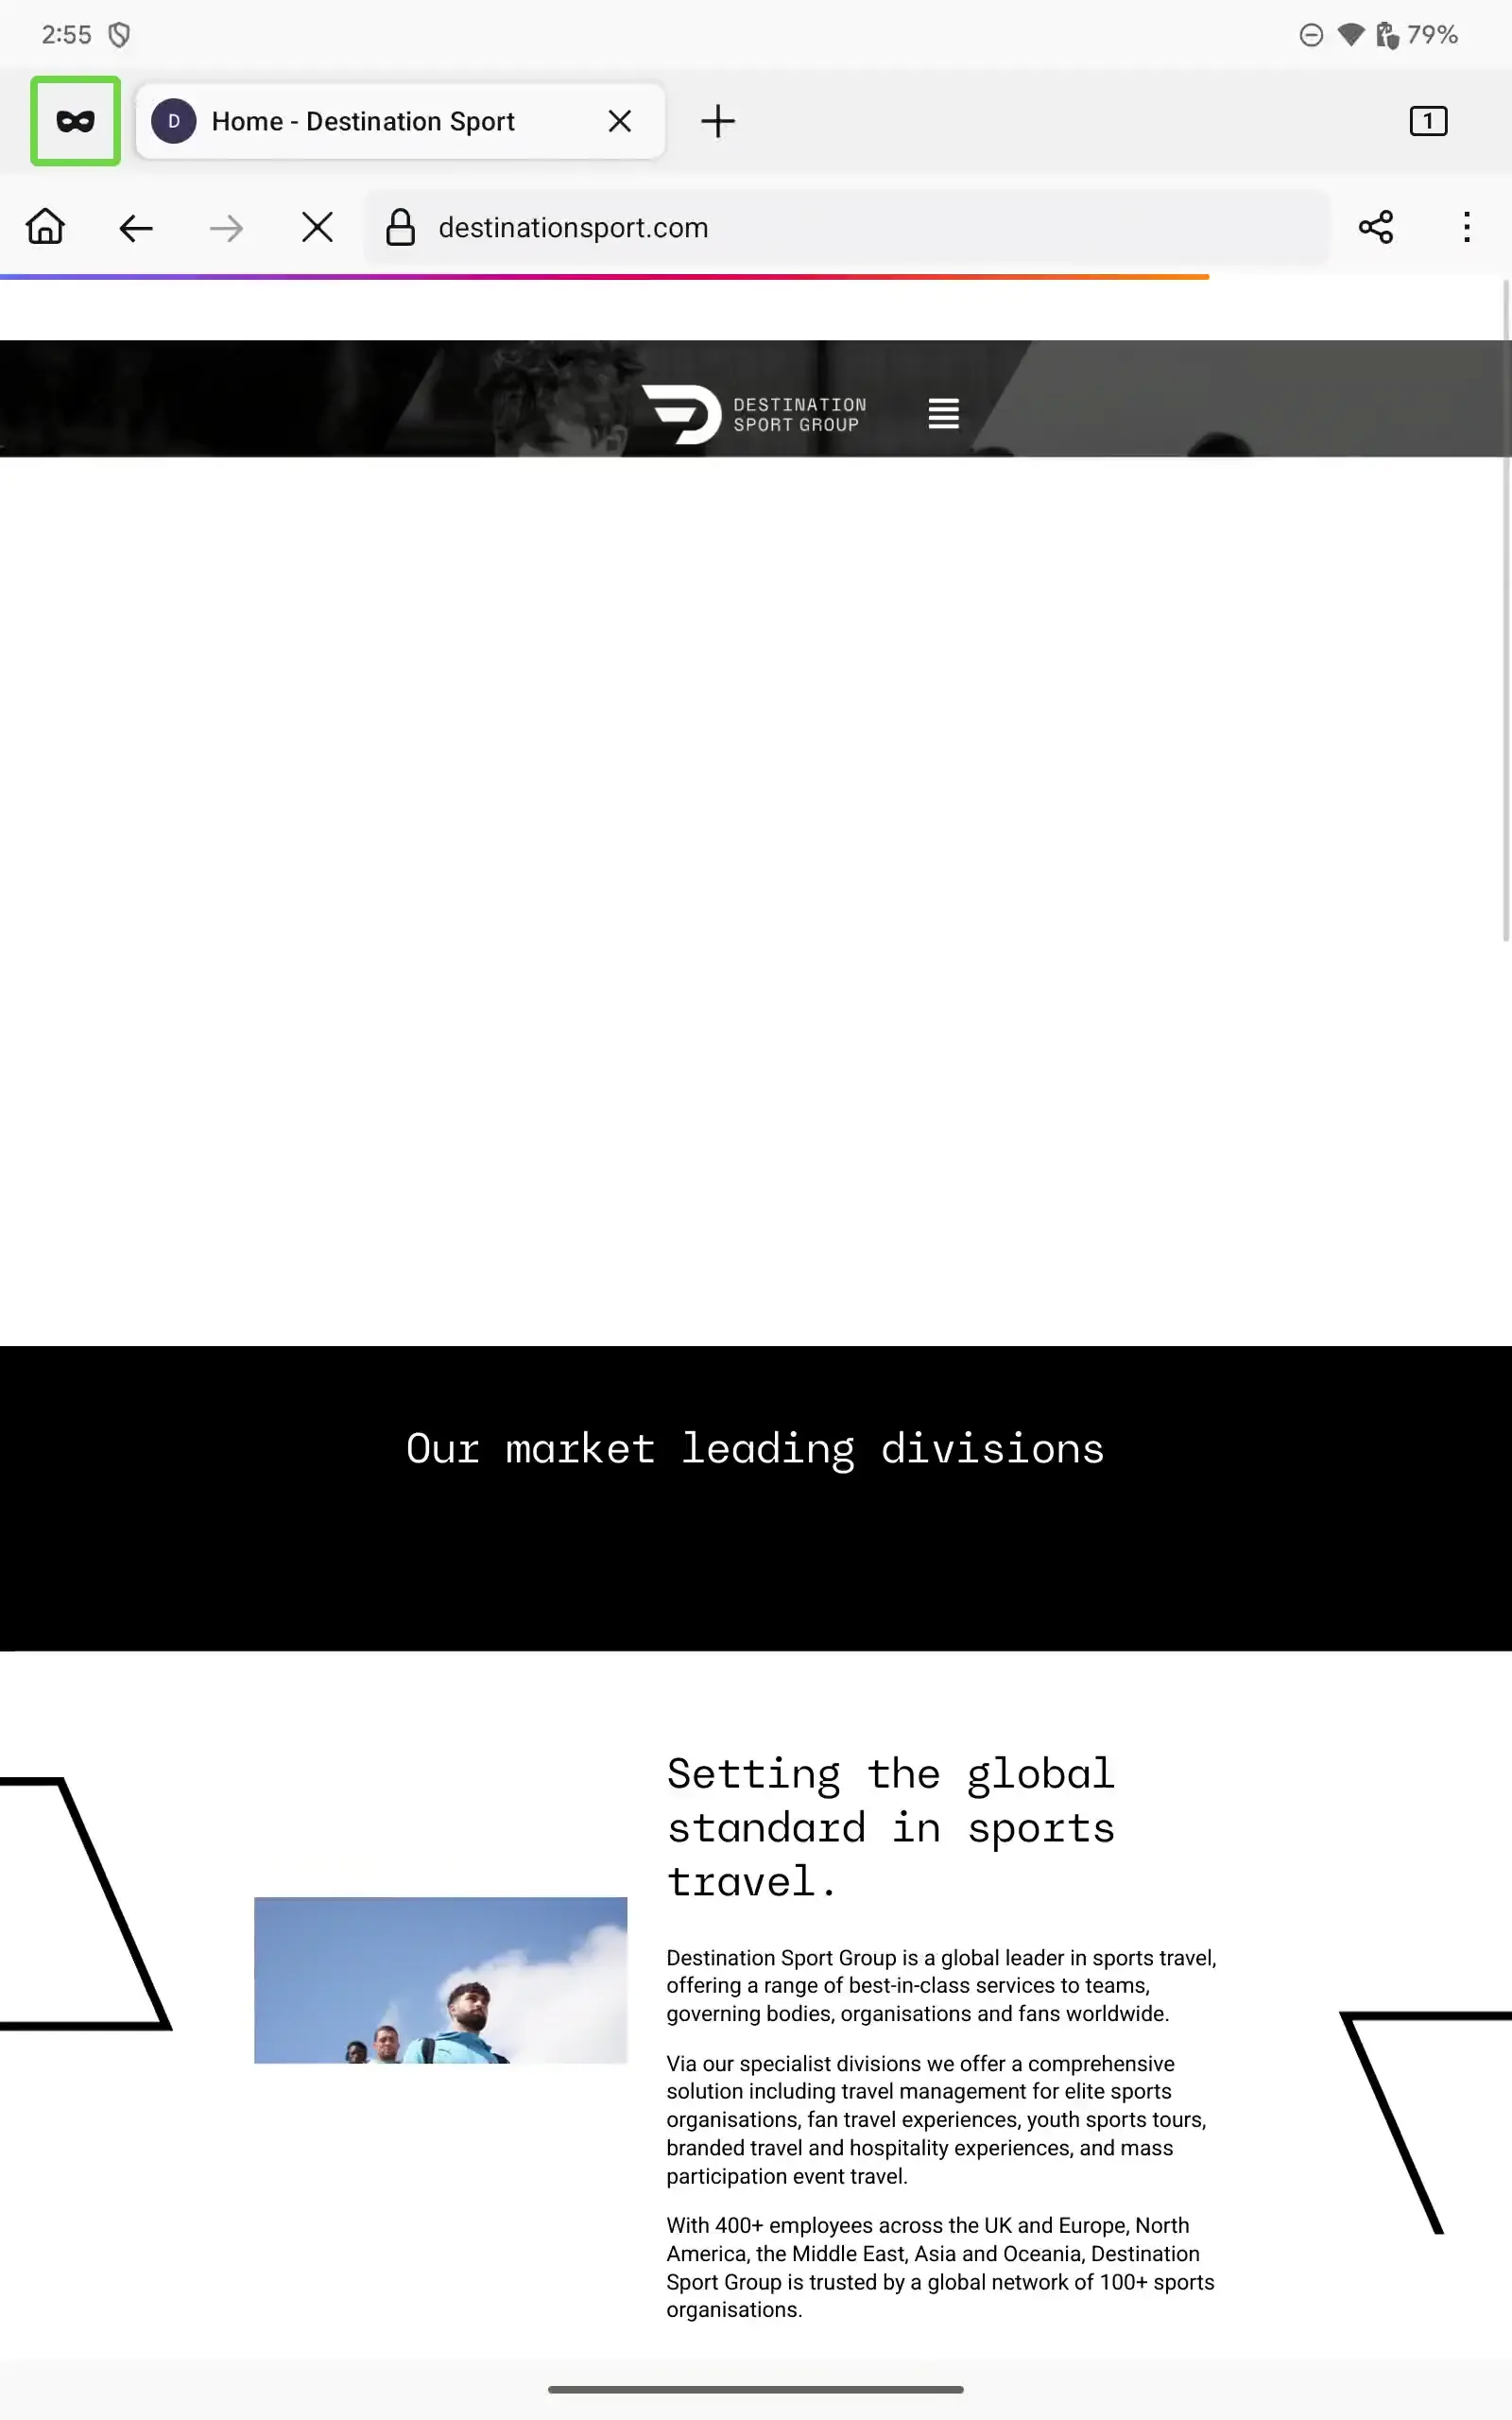 2:55
79%
D
Home - Destination Sport
1
destinationsport.com
DESTINATION
SPORT GROUP
Our market leading divisions
Setting the global
standard in sports
travel.
Destination Sport Group is a global leader in sports travel,
offering a range of best-in-class services to teams,
governing bodies, organisations and fans worldwide.
Via our specialist divisions we offer a comprehensive
solution including travel management for elite sports
organisations, fan travel experiences, youth sports tours,
branded travel and hospitality experiences, and mass
participation event travel.
With 400+ employees across the UK and Europe, North
America, the Middle East, Asia and Oceania, Destination
Sport Group is trusted by a global network of 100+ sports
organisations.